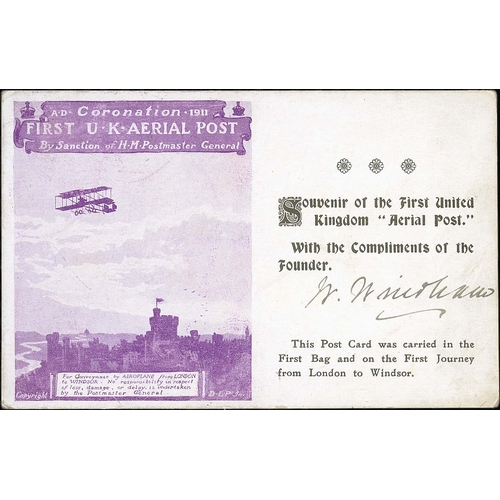 A·D· Coronation · 1911
FIRST U·K·AERIAL POST
By Sanction of H·M·Postmaster General
For Conveyance by AEROPLANE from LONDON
to WINDSOR. No responsibility in respect
of loss, damage, or delay, is undertaken
by the Postmaster General
Copyright
Souvenir of the First United
Kingdom "Aerial Post."
With the Compliments of the
Founder.
W. Windham
This Post Card was carried in the
First Bag and on the First Journey
from London to Windsor.